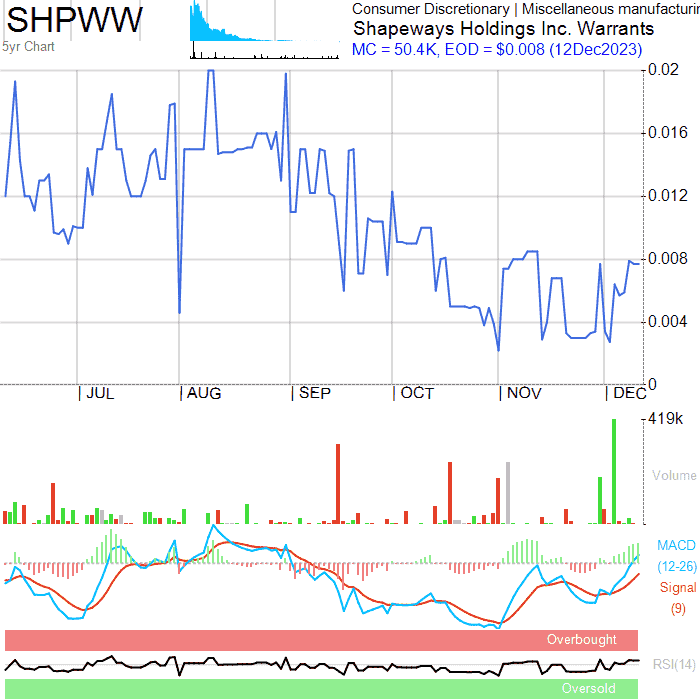 SHPWW
5yr Chart
Consumer Discretionary | Miscellaneous manufacturin
Shapeways Holdings Inc. Warrants
MC = 50.4K, EOD = $0.008 (12Dec2023)
0.02
0.016
0.012
0.008
0.004
0
| JUL | AUG | SEP | OCT | NOV | DEC
419k
Volume
MACD
(12-26)
Signal
(9)
Overbought
RSI(14)
Oversold